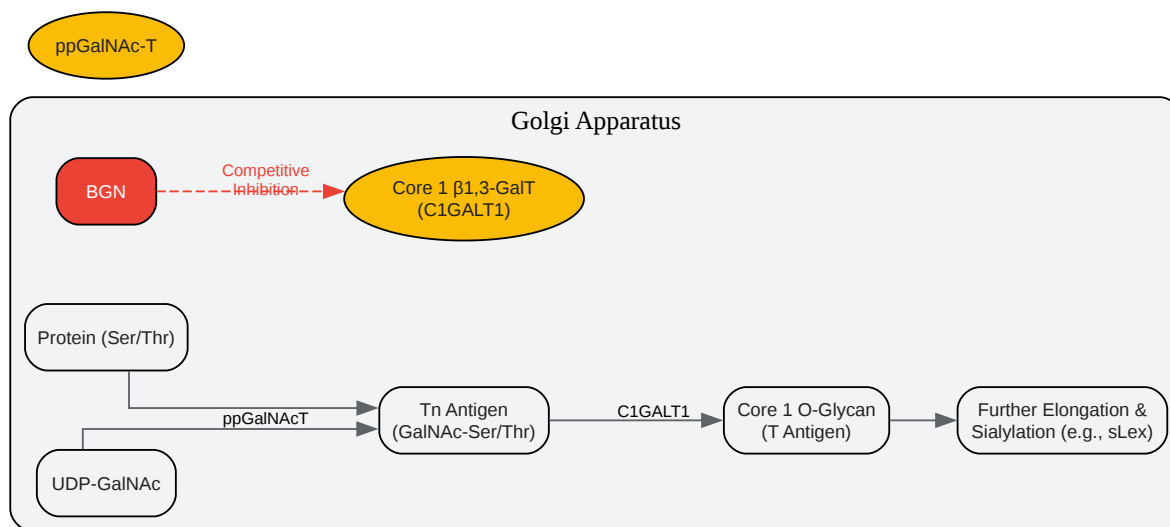 ppGalNAc-T
Golgi Apparatus
BGN
Competitive
Inhibition
Core 1 β1,3-GalT
(C1GALT1)
Protein (Ser/Thr)
UDP-GalNAc
ppGalNAcT
Tn Antigen
(GalNAc-Ser/Thr)
C1GALT1
Core 1 O-Glycan
(T Antigen)
Further Elongation &
Sialylation (e.g., sLex)